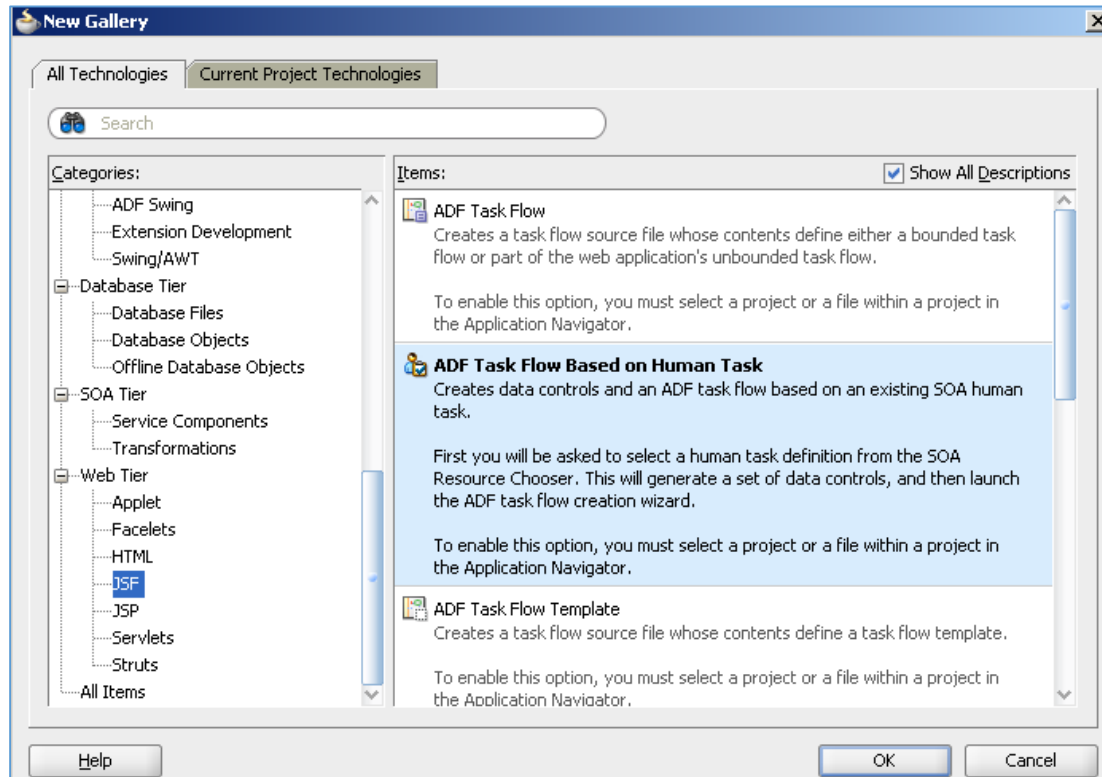 New Gallery
All Technologies
Current Project Technologies
Search
Categories:
ADF Swing
Extension Development
Swing/AWT
Database Tier
Database Files
Database Objects
Offline Database Objects
SOA Tier
Service Components
Transformations
Web Tier
Applet
Facelets
HTML
JSF
JSP
Servlets
Struts
All Items
Items:
Show All Descriptions
ADF Task Flow
Creates a task flow source file whose contents define either a bounded task
flow or part of the web application's unbounded task flow.
To enable this option, you must select a project or a file within a project in
the Application Navigator.
ADF Task Flow Based on Human Task
Creates data controls and an ADF task flow based on an existing SOA human
task.
First you will be asked to select a human task definition from the SOA
Resource Chooser. This will generate a set of data controls, and then launch
the ADF task flow creation wizard.
To enable this option, you must select a project or a file within a project in
the Application Navigator.
ADF Task Flow Template
Creates a task flow source file whose contents define a task flow template.
To enable this option, you must select a project or a file within a project in
the Application Navigator.
Help
OK
Cancel